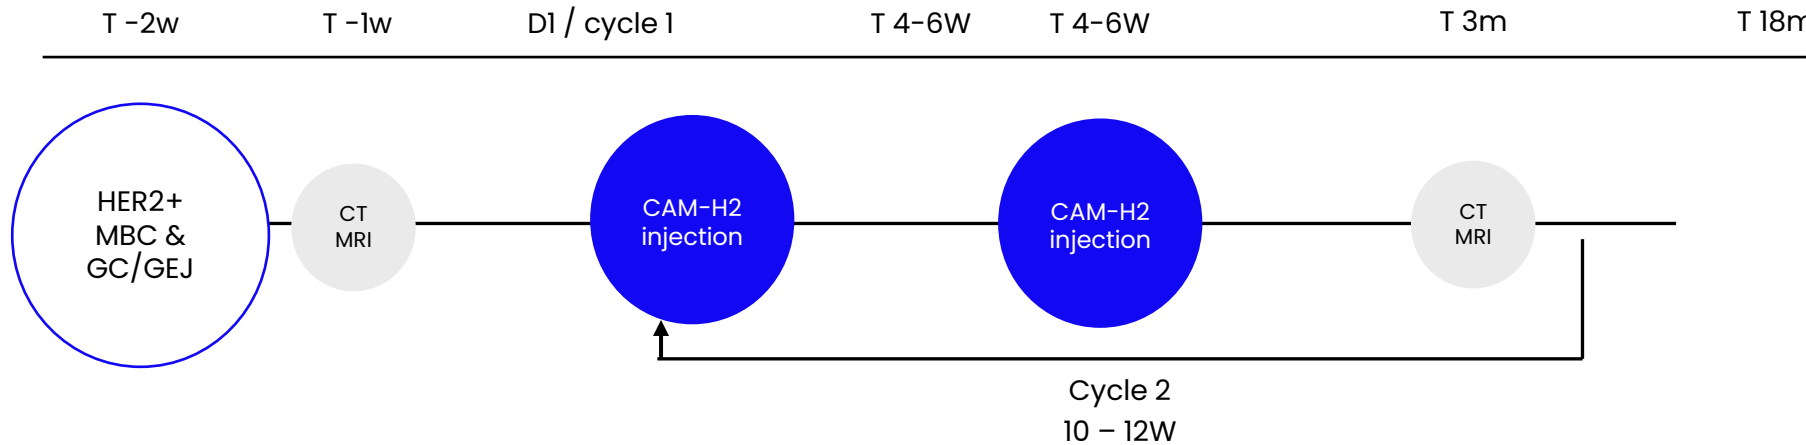 T -2w
T -1w
D1 / cycle 1
T 4-6W
T 4-6W
T 3m
T 18m
HER2+
MBC &
GC/GEJ
CT
MRI
CAM-H2
injection
CAM-H2
injection
CT
MRI
Cycle 2
10 – 12W